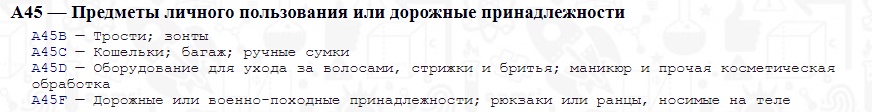 A45 — Предметы личного пользования или дорожные принадлежности
A45B — Трости; зонты
A45C — Кошельки; багаж; ручные сумки
A45D — Оборудование для ухода за волосами, стрижки и бритья; маникюр и прочая косметическая
обработка
A45F — Дорожные или военно-походные принадлежности; рюкзаки или ранцы, носимые на теле